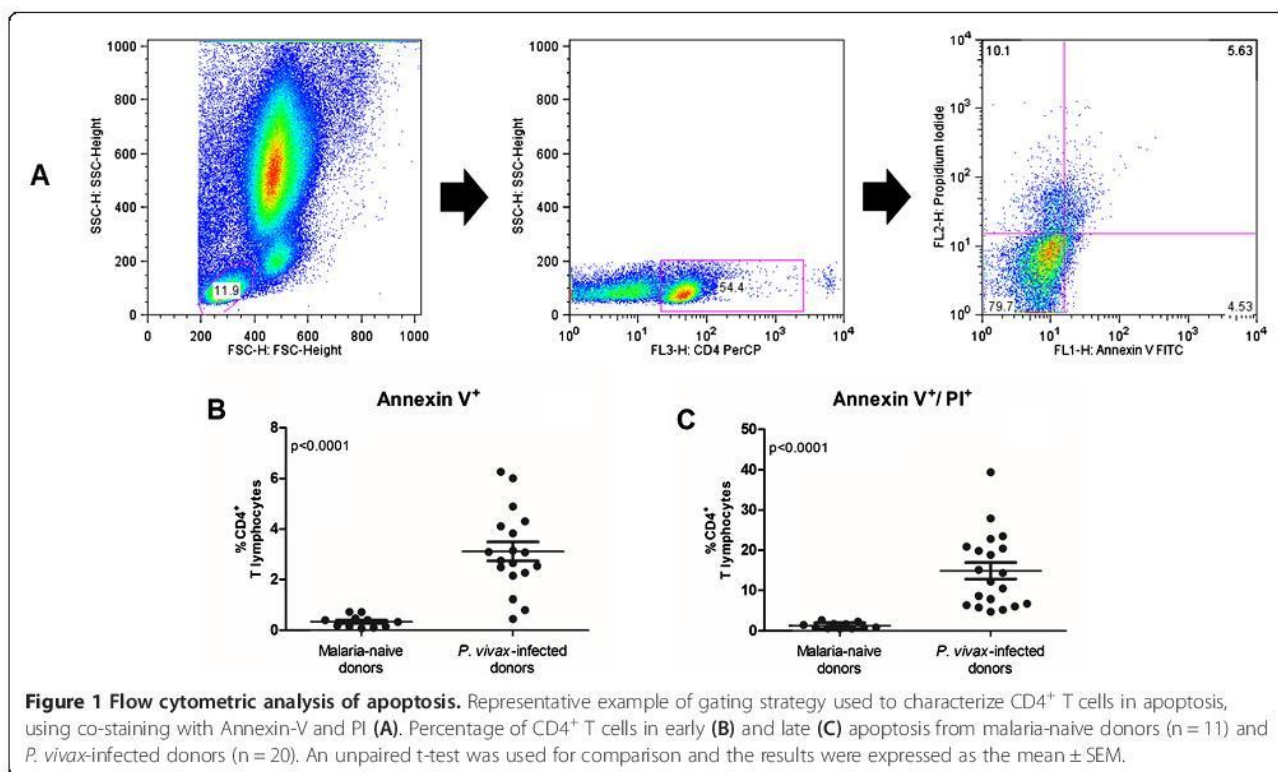 A
1000
800
600
400
200
0
SSC-H: SSC-Height
11.9
0 200 400 600 800 1000
FSC-H: FSC-Height
1000
800
600
400
200
0
SSC-H: SSC-Height
54.4
10⁰ 10¹ 10² 10³ 10⁴
FL3-H: CD4 PerCP
10⁴
10³
10²
10¹
10⁰
FL2-H: Propidium Iodide
10.1 5.63
79.7 4.53
10⁰ 10¹ 10² 10³ 10⁴
FL1-H: Annexin V FITC
B
Annexin V⁺
8
6
4
2
0
p<0.0001
%CD4⁺
T lymphocytes
Malaria-naive
donors
P. vivax-infected
donors
C
Annexin V⁺/ PI⁺
50
40
30
20
10
0
p<0.0001
%CD4⁺
T lymphocytes
Malaria-naive
donors
P. vivax-infected
donors
Figure 1 Flow cytometric analysis of apoptosis. Representative example of gating strategy used to characterize CD4⁺ T cells in apoptosis,
using co-staining with Annexin-V and PI (A). Percentage of CD4⁺ T cells in early (B) and late (C) apoptosis from malaria-naive donors (n = 11) and
P. vivax-infected donors (n = 20). An unpaired t-test was used for comparison and the results were expressed as the mean ± SEM.